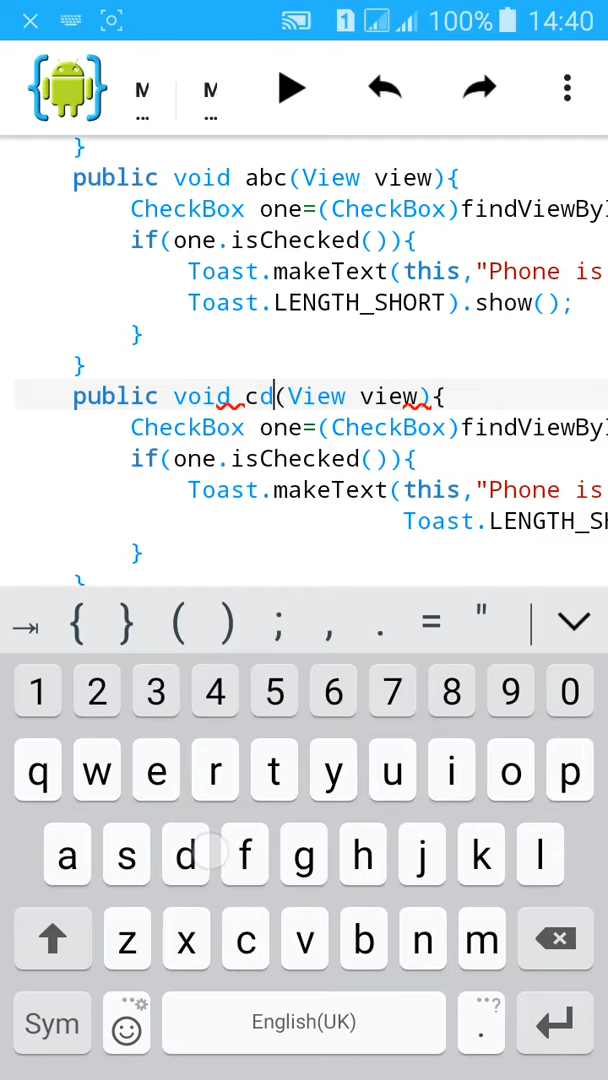 100% 14:40
M... M...
}
public void abc(View view){
CheckBox one=(CheckBox)findViewByI
if(one.isChecked()){
Toast.makeText(this,"Phone is
Toast.LENGTH_SHORT).show();
}
}
public void cd(View view){
CheckBox one=(CheckBox)findViewByI
if(one.isChecked()){
Toast.makeText(this,"Phone is
Toast.LENGTH_SH
}
}
{ } ( ) ; , . = " |
1 2 3 4 5 6 7 8 9 0
q w e r t y u i o p
a s d f g h j k l
z x c v b n m
Sym English(UK) . ?